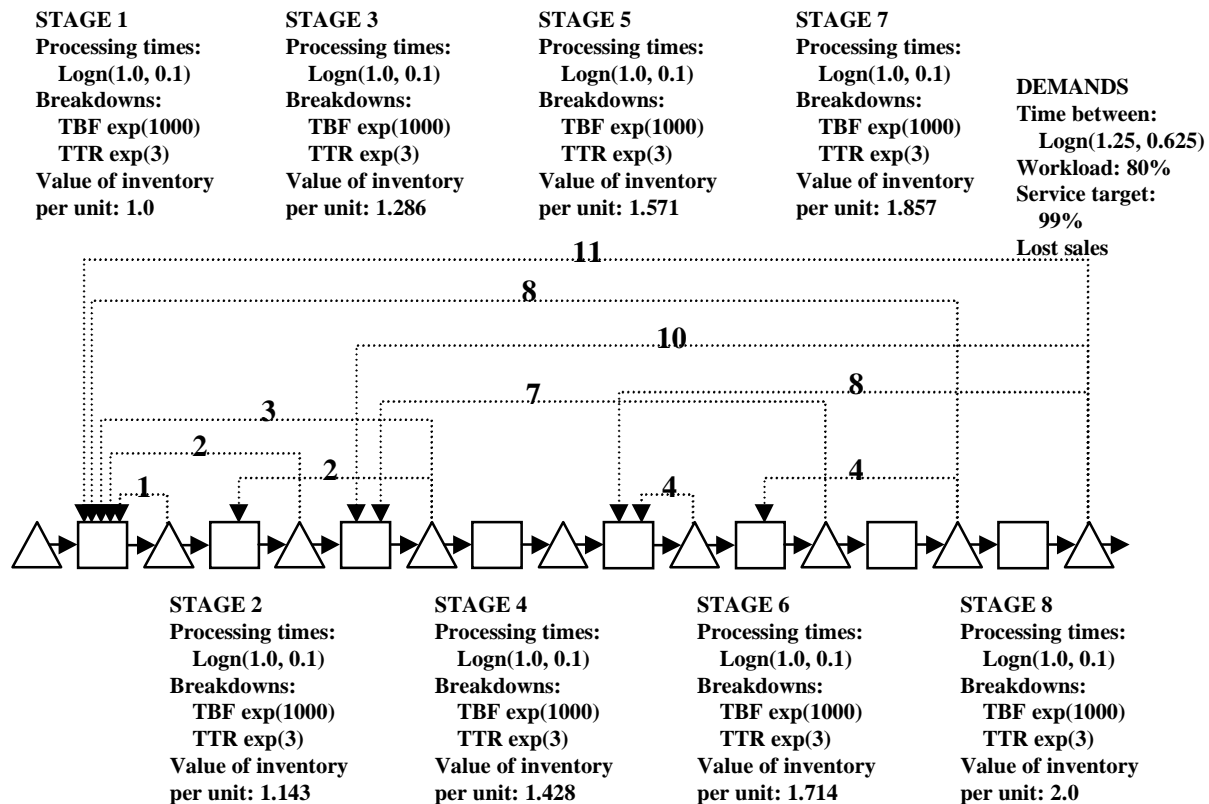 STAGE 1
Processing times:
Logn(1.0, 0.1)
Breakdowns:
TBF exp(1000)
TTR exp(3)
Value of inventory
per unit: 1.0
STAGE 3
Processing times:
Logn(1.0, 0.1)
Breakdowns:
TBF exp(1000)
TTR exp(3)
Value of inventory
per unit: 1.286
STAGE 5
Processing times:
Logn(1.0, 0.1)
Breakdowns:
TBF exp(1000)
TTR exp(3)
Value of inventory
per unit: 1.571
STAGE 7
Processing times:
Logn(1.0, 0.1)
Breakdowns:
TBF exp(1000)
TTR exp(3)
Value of inventory
per unit: 1.857
DEMANDS
Time between:
Logn(1.25, 0.625)
Workload: 80%
Service target:
99%
Lost sales
11
8
10
7
8
3
2
2
1
4
4
STAGE 2
Processing times:
Logn(1.0, 0.1)
Breakdowns:
TBF exp(1000)
TTR exp(3)
Value of inventory
per unit: 1.143
STAGE 4
Processing times:
Logn(1.0, 0.1)
Breakdowns:
TBF exp(1000)
TTR exp(3)
Value of inventory
per unit: 1.428
STAGE 6
Processing times:
Logn(1.0, 0.1)
Breakdowns:
TBF exp(1000)
TTR exp(3)
Value of inventory
per unit: 1.714
STAGE 8
Processing times:
Logn(1.0, 0.1)
Breakdowns:
TBF exp(1000)
TTR exp(3)
Value of inventory
per unit: 2.0